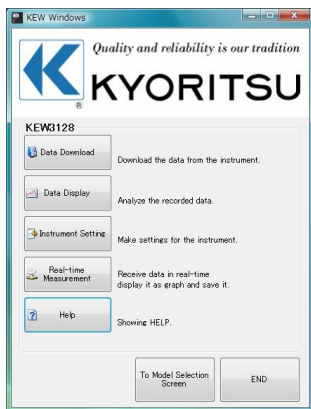 KEW Windows
Quality and reliability is our tradition
KYORITSU
®
KEW3128
Data Download
Download the data from the instrument.
Data Display
Analyze the recorded data.
Instrument Setting
Make settings for the instrument.
Real-time
Measurement
Receive data in real-time
display it as graph and save it.
Help
Showing HELP.
To Model Selection
Screen
END